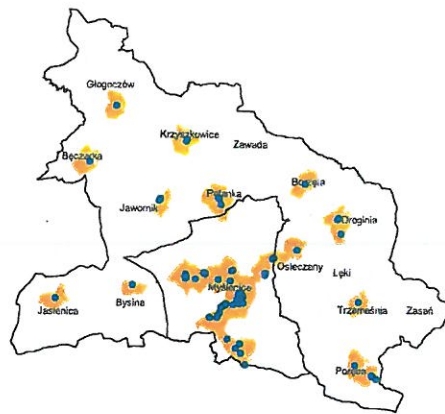 Głogoczów
Krzyszkowice
Zawada
Bęczarka
Borzęta
Jawornik
Polanka
Droginia
Osieczany
Łęki
Myślenice
Jasienica
Bysina
Trzemeśnia
Zasań
Poręba